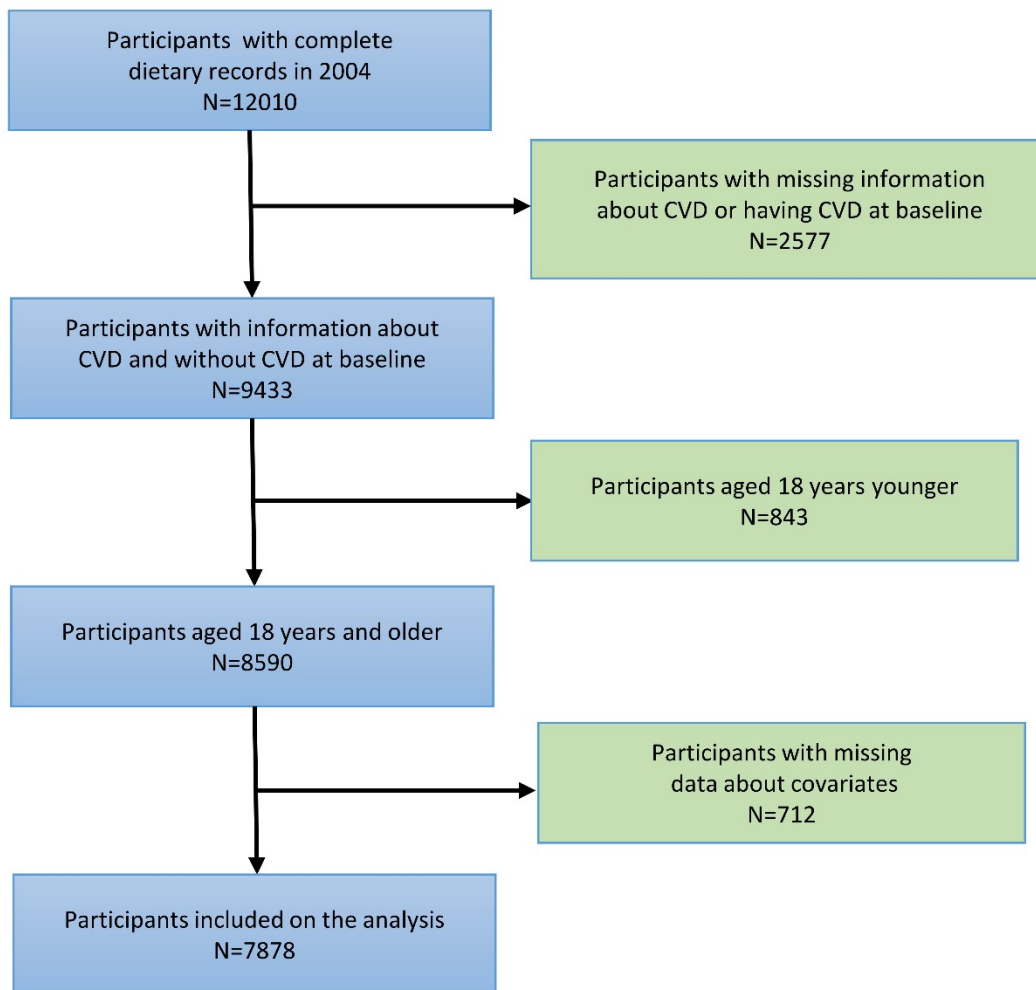 Participants with complete
dietary records in 2004
N=12010
Participants with missing information
about CVD or having CVD at baseline
N=2577
Participants with information about
CVD and without CVD at baseline
N=9433
Participants aged 18 years younger
N=843
Participants aged 18 years and older
N=8590
Participants with missing
data about covariates
N=712
Participants included on the analysis
N=7878